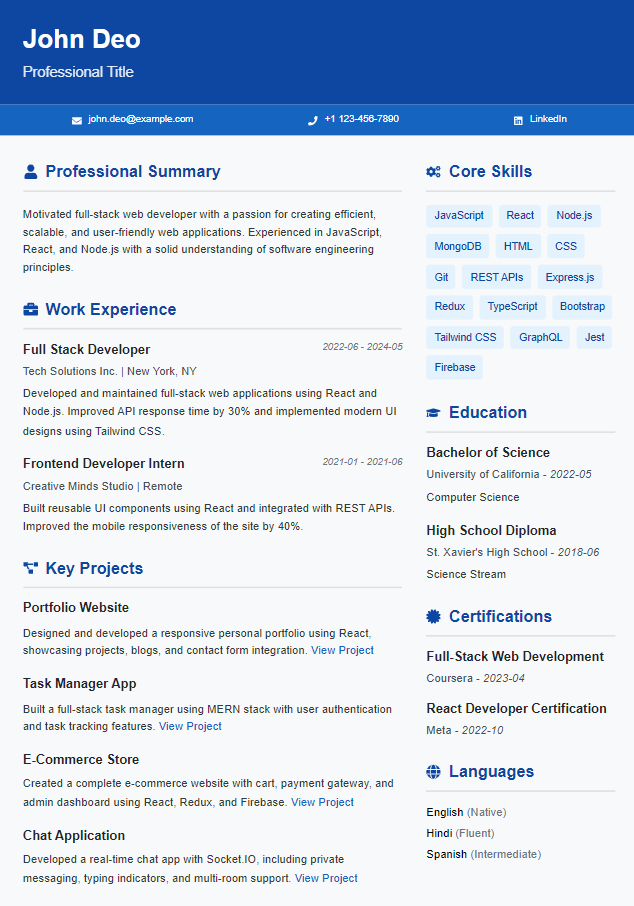 John Deo
Professional Title
john.deo@example.com
+1 123-456-7890
LinkedIn
Professional Summary
Motivated full-stack web developer with a passion for creating efficient,
scalable, and user-friendly web applications. Experienced in JavaScript,
React, and Node.js with a solid understanding of software engineering
principles.
Work Experience
Full Stack Developer 2022-06 - 2024-05
Tech Solutions Inc. | New York, NY
Developed and maintained full-stack web applications using React and
Node.js. Improved API response time by 30% and implemented modern UI
designs using Tailwind CSS.
Frontend Developer Intern 2021-01 - 2021-06
Creative Minds Studio | Remote
Built reusable UI components using React and integrated with REST APIs.
Improved the mobile responsiveness of the site by 40%.
Key Projects
Portfolio Website
Designed and developed a responsive personal portfolio using React,
showcasing projects, blogs, and contact form integration. View Project
Task Manager App
Built a full-stack task manager using MERN stack with user authentication
and task tracking features. View Project
E-Commerce Store
Created a complete e-commerce website with cart, payment gateway, and
admin dashboard using React, Redux, and Firebase. View Project
Chat Application
Developed a real-time chat app with Socket.IO, including private
messaging, typing indicators, and multi-room support. View Project
Core Skills
JavaScript React Node.js
MongoDB HTML CSS
Git REST APIs Express.js
Redux TypeScript Bootstrap
Tailwind CSS GraphQL Jest
Firebase
Education
Bachelor of Science
University of California - 2022-05
Computer Science
High School Diploma
St. Xavier's High School - 2018-06
Science Stream
Certifications
Full-Stack Web Development
Coursera - 2023-04
React Developer Certification
Meta - 2022-10
Languages
English (Native)
Hindi (Fluent)
Spanish (Intermediate)